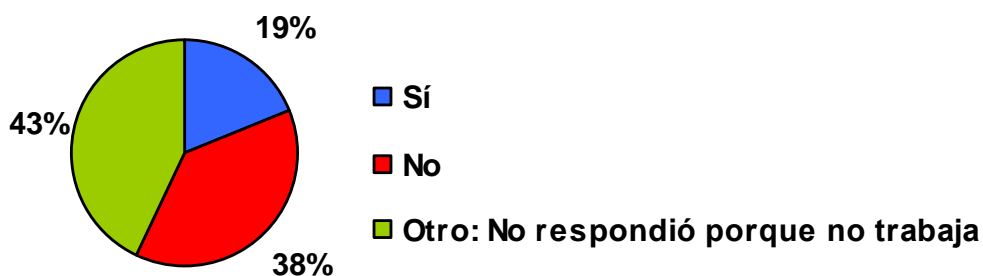 19%
43%
38%
Sí
No
Otro: No respondió porque no trabaja